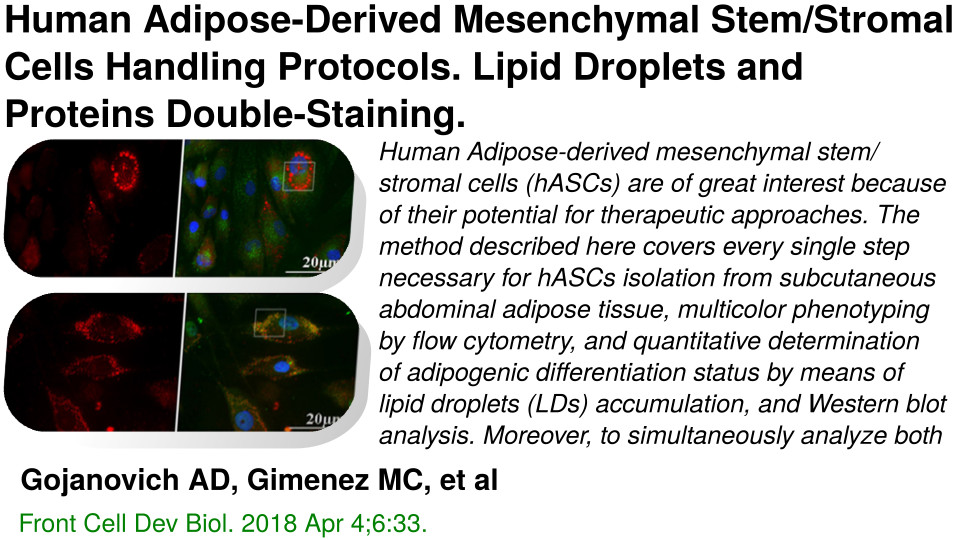 Human Adipose-Derived Mesenchymal Stem/Stromal
Cells Handling Protocols. Lipid Droplets and
Proteins Double-Staining.
Human Adipose-derived mesenchymal stem/
stromal cells (hASCs) are of great interest because
of their potential for therapeutic approaches. The
method described here covers every single step
necessary for hASCs isolation from subcutaneous
abdominal adipose tissue, multicolor phenotyping
by flow cytometry, and quantitative determination
of adipogenic differentiation status by means of
lipid droplets (LDs) accumulation, and Western blot
analysis. Moreover, to simultaneously analyze both
20μm
20μm
Gojanovich AD, Gimenez MC, et al
Front Cell Dev Biol. 2018 Apr 4;6:33.